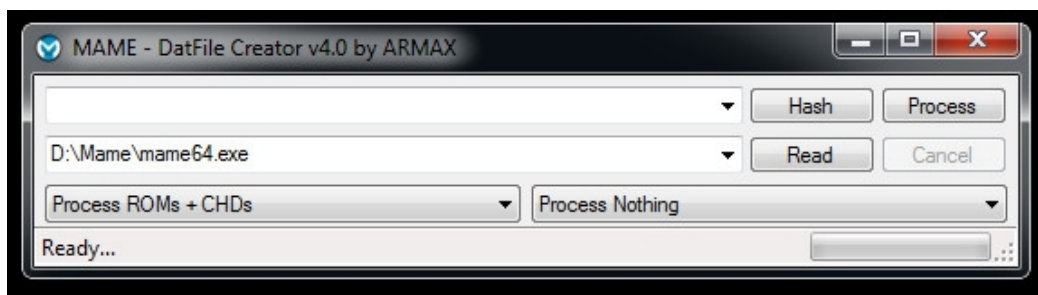 MAME - DatFile Creator v4.0 by ARMAX
Hash Process
D:\Mame\mame64.exe Read Cancel
Process ROMs + CHDs Process Nothing
Ready...